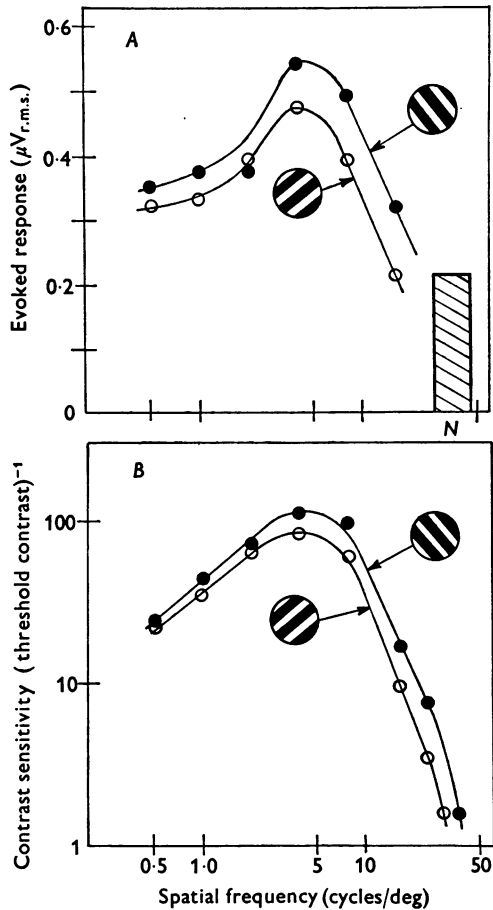 A
Evoked response (μVr.m.s.)
0·6
0·4
0·2
0
N
B
Contrast sensitivity (threshold contrast)⁻¹
100
10
1
0·5 1·0 5 10 50
Spatial frequency (cycles/deg)